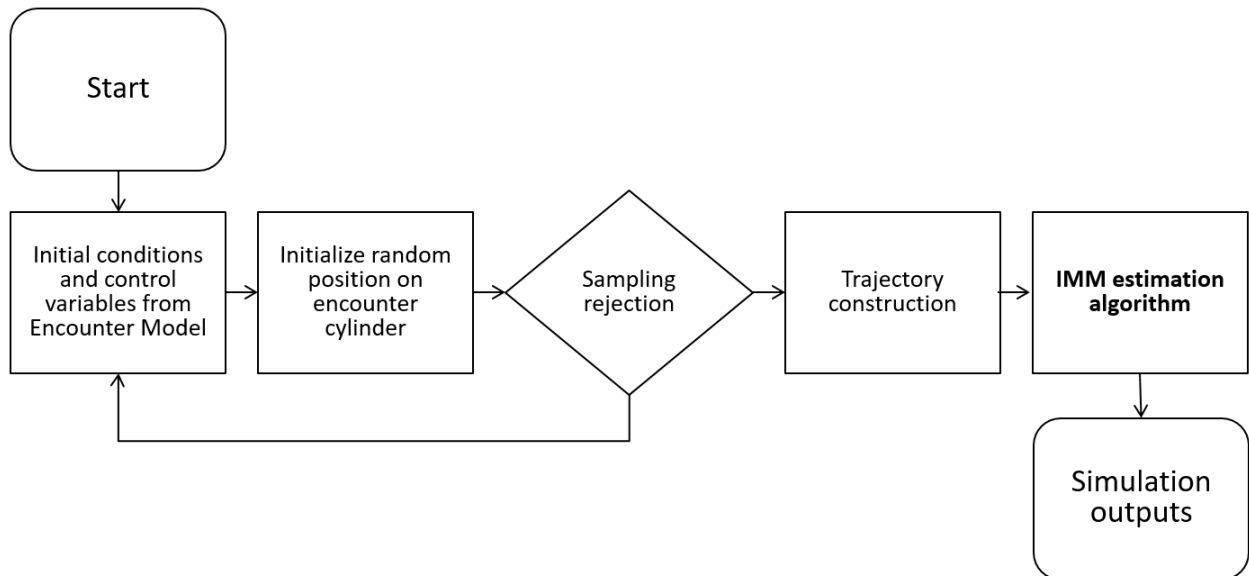 Start
Initial conditions
and control
variables from
Encounter Model
Initialize random
position on
encounter
cylinder
Sampling
rejection
Trajectory
construction
IMM estimation
algorithm
Simulation
outputs